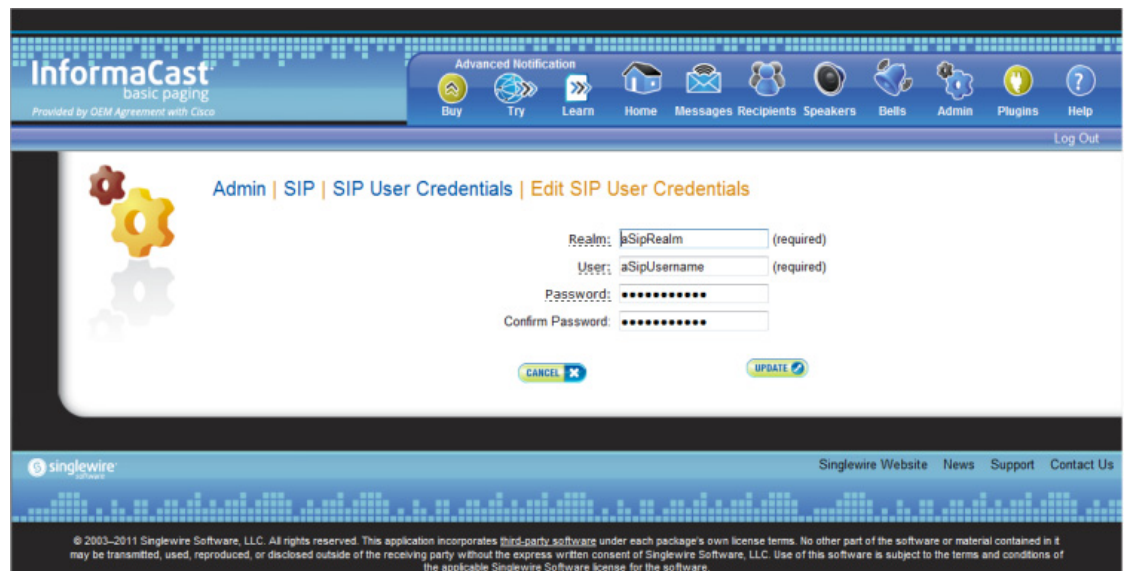 InformaCast
basic paging
Provided by OEM Agreement with Cisco
Advanced Notification
Buy Try Learn Home Messages Recipients Speakers Bells Admin Plugins Help
Log Out
Admin | SIP | SIP User Credentials | Edit SIP User Credentials
Realm: aSipRealm (required)
User: aSipUsername (required)
Password: •••••••••••
Confirm Password: •••••••••••
CANCEL UPDATE
singlewire software
Singlewire Website News Support Contact Us
© 2003–2011 Singlewire Software, LLC. All rights reserved. This application incorporates third-party software under each package's own license terms. No other part of the software or material contained in it
may be transmitted, used, reproduced, or disclosed outside of the receiving party without the express written consent of Singlewire Software, LLC. Use of this software is subject to the terms and conditions of
the applicable Singlewire Software license for the software.